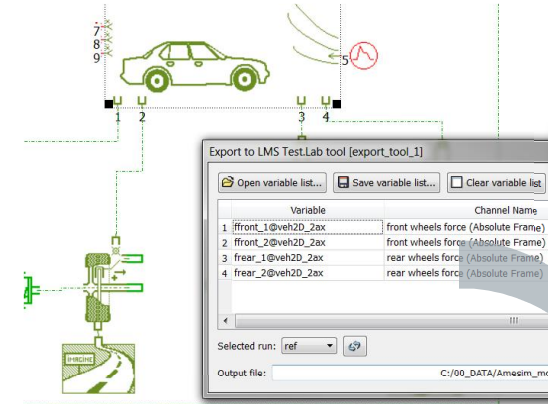 7
8
9
5
1
2
3
4
Export to LMS Test.Lab tool [export_tool_1]
Open variable list... Save variable list... Clear variable list
Variable Channel Name
1 ffront_1@veh2D_2ax front wheels force (Absolute Frame)
2 ffront_2@veh2D_2ax front wheels force (Absolute Frame)
3 frear_1@veh2D_2ax rear wheels force (Absolute Frame)
4 frear_2@veh2D_2ax rear wheels force (Absolute Frame)
Selected run: ref
Output file: C:/00_DATA/Amesim_mo
IMAGINE